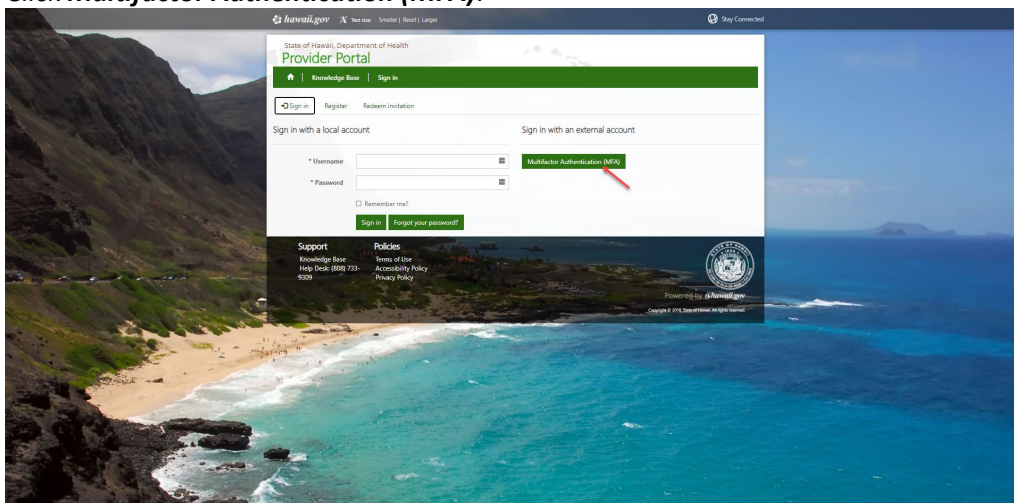 Click Multifactor Authentication (MFA).
hawaii.gov Text size: Smaller | Reset | Larger Stay Connected
State of Hawaii, Department of Health
Provider Portal
Knowledge Base | Sign in
Sign in Register Redeem invitation
Sign in with a local account
Sign in with an external account
* Username
Multifactor Authentication (MFA)
* Password
Remember me?
Sign in Forgot your password?
Support Policies
Knowledge Base Terms of Use
Help Desk: (808) 733- Accessibility Policy
9309 Privacy Policy
Powered by hawaii.gov
Copyright © 2018, State of Hawaii. All rights reserved.